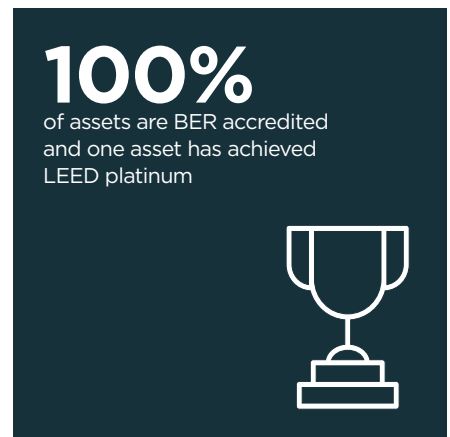 100%
of assets are BER accredited
and one asset has achieved
LEED platinum